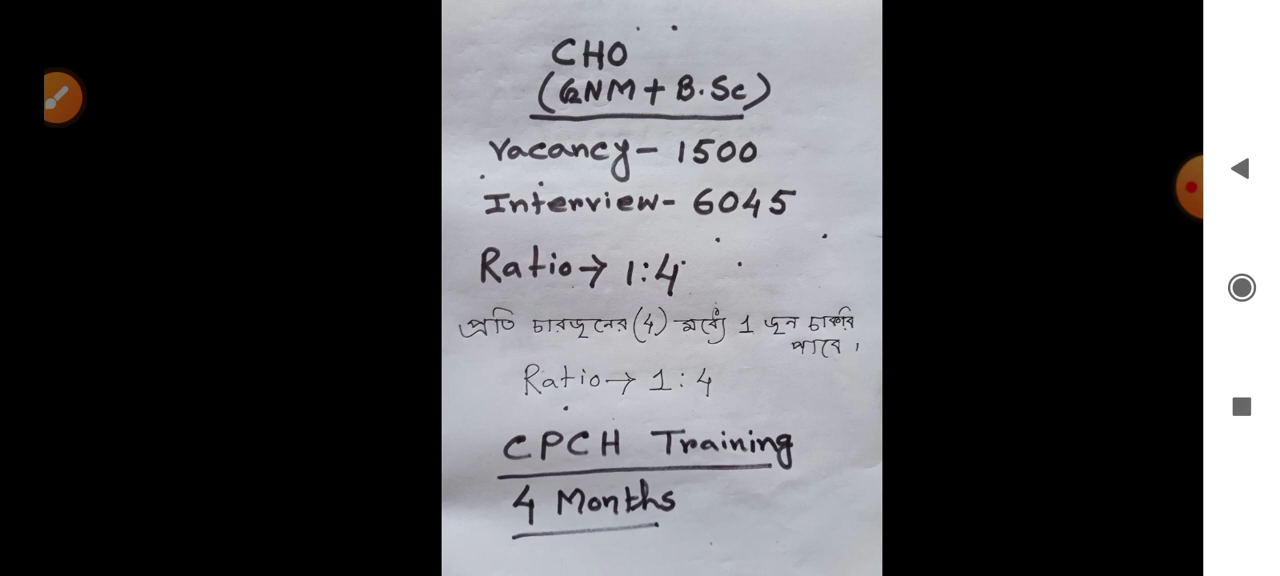 CHO
(GNM + B.Sc)
Vacancy - 1500
Interview - 6045
Ratio → 1:4
প্রতি চারজনের (4) মধ্যে 1 জন চাকরি
পাবে।
Ratio → 1:4
CPCH Training
4 Months